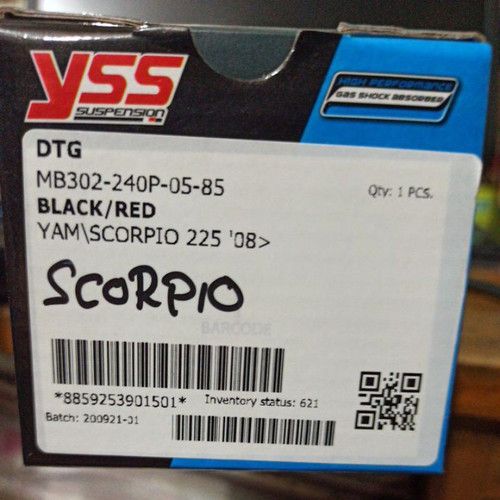 YSS
SUSPENSION
HIGH PERFORMANCE
GAS SHOCK ABSORBER
DTG
MB302-240P-05-85
Qty: 1 PCS.
BLACK/RED
YAM\SCORPIO 225 '08>
SCORPIO
BARCODE
*8859253901501*
Inventory status: 621
Batch: 200921-01